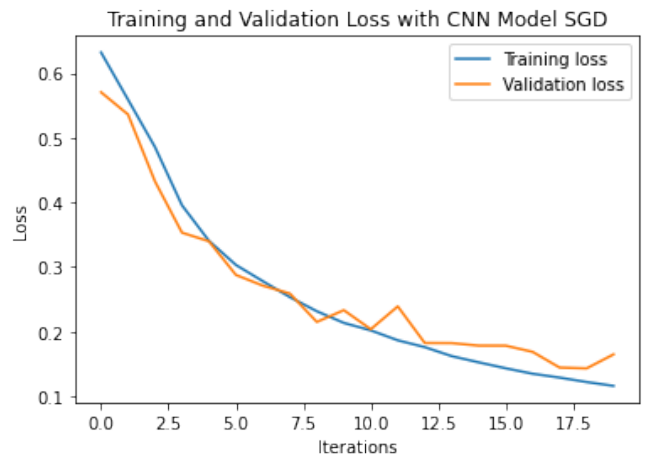 Training and Validation Loss with CNN Model SGD
Training loss
Validation loss
Loss
0.6
0.5
0.4
0.3
0.2
0.1
0.0 2.5 5.0 7.5 10.0 12.5 15.0 17.5
Iterations